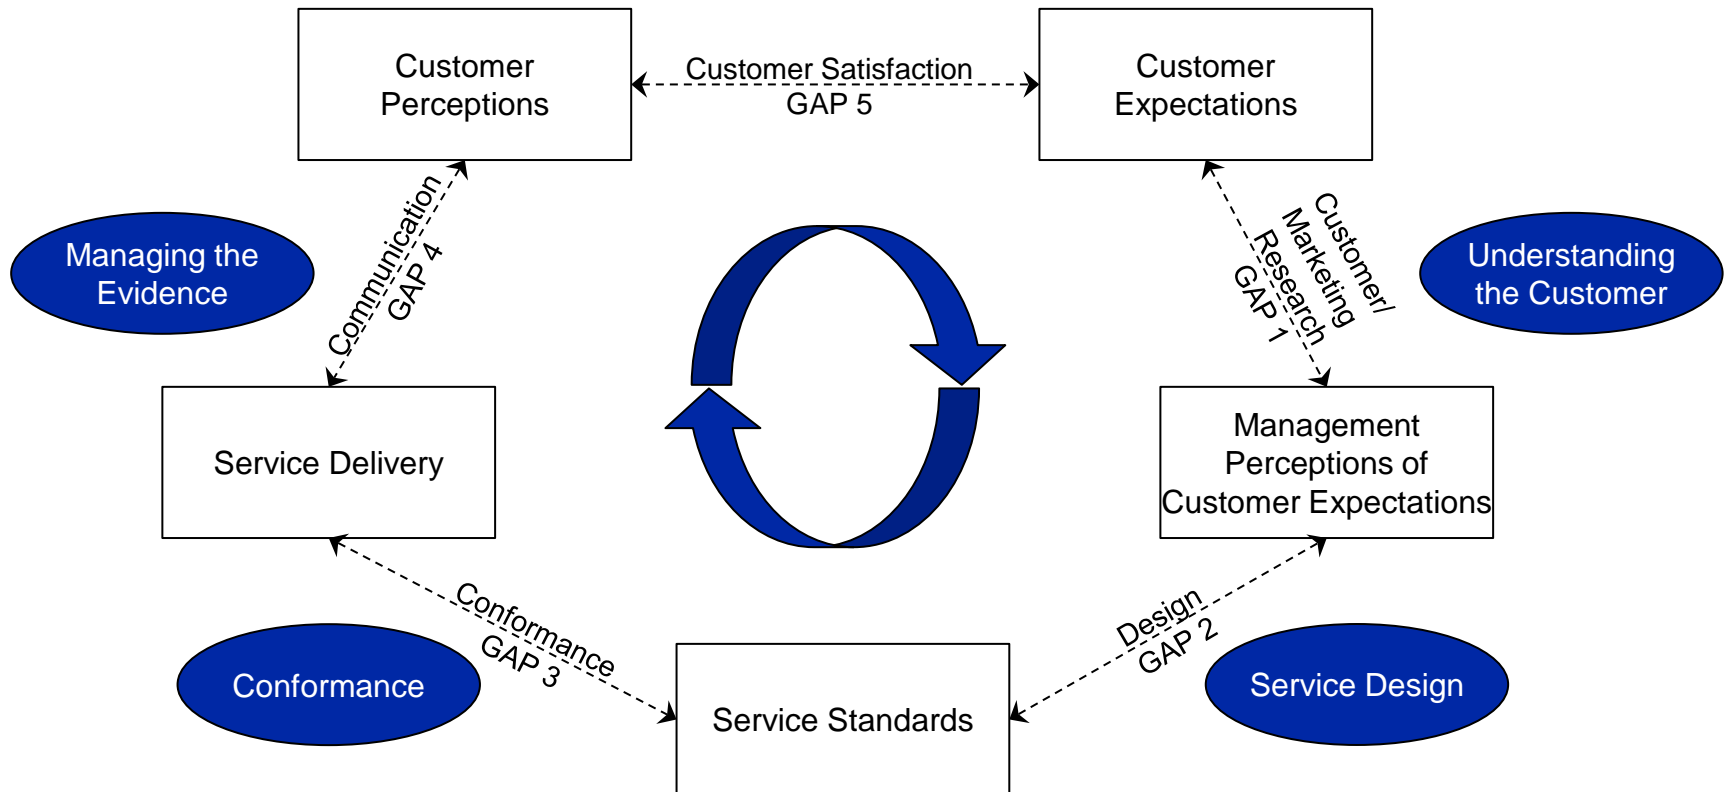 Customer
Perceptions
Customer Satisfaction
GAP 5
Customer
Expectations
Communication
GAP 4
Customer/
Marketing
Research
GAP 1
Managing the
Evidence
Understanding
the Customer
Service Delivery
Management
Perceptions of
Customer Expectations
Conformance
GAP 3
Design
GAP 2
Conformance
Service Standards
Service Design